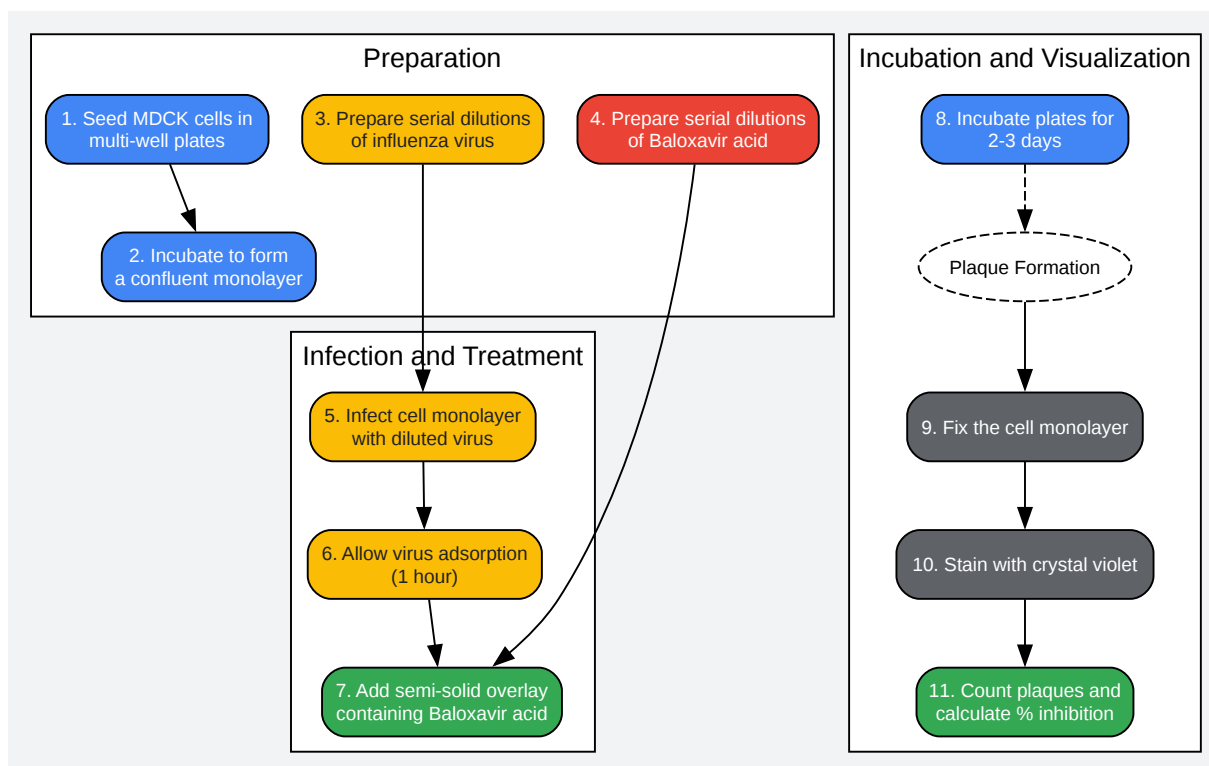 Preparation
1. Seed MDCK cells in
multi-well plates
3. Prepare serial dilutions
of influenza virus
4. Prepare serial dilutions
of Baloxavir acid
2. Incubate to form
a confluent monolayer
Infection and Treatment
5. Infect cell monolayer
with diluted virus
6. Allow virus adsorption
(1 hour)
7. Add semi-solid overlay
containing Baloxavir acid
Incubation and Visualization
8. Incubate plates for
2-3 days
Plaque Formation
9. Fix the cell monolayer
10. Stain with crystal violet
11. Count plaques and
calculate % inhibition